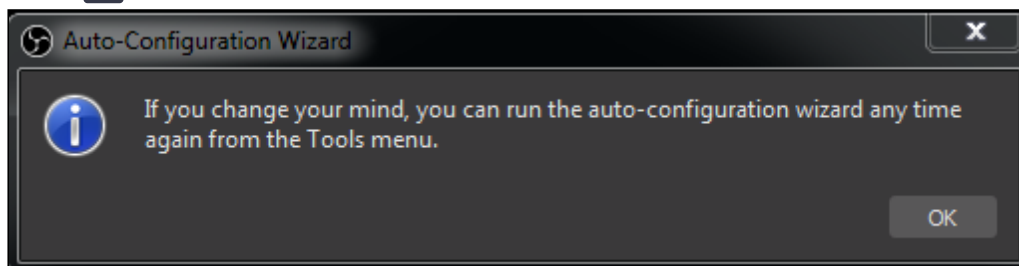 Auto-Configuration Wizard
If you change your mind, you can run the auto-configuration wizard any time
again from the Tools menu.
OK